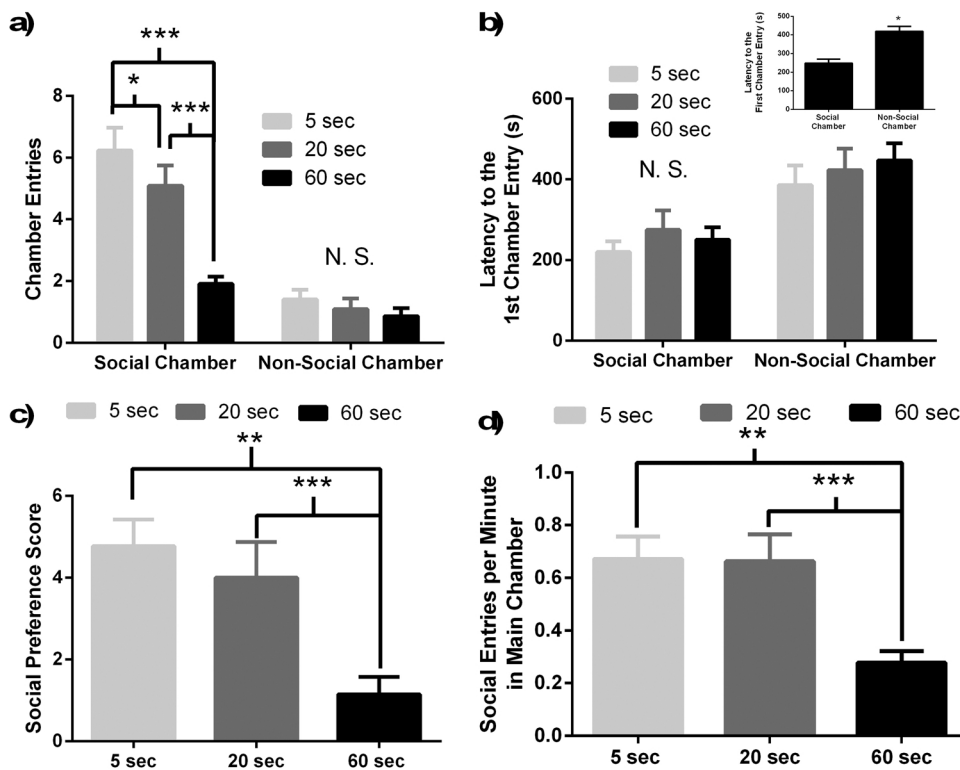 a)
***
*
***
8
6
4
2
0
Chamber Entries
5 sec
20 sec
60 sec
N. S.
Social Chamber
Non-Social Chamber
b)
600
400
200
0
Latency to the
1st Chamber Entry (s)
5 sec
20 sec
60 sec
N. S.
Social Chamber
Non-Social Chamber
500
400
300
200
100
0
Latency to the
First Chamber Entry (s)
*
Social
Chamber
Non-Social
Chamber
c)
5 sec
20 sec
60 sec
**
***
6
4
2
0
Social Preference Score
5 sec
20 sec
60 sec
d)
5 sec
20 sec
60 sec
**
***
1.0
0.8
0.6
0.4
0.2
0.0
Social Entries per Minute
in Main Chamber
5 sec
20 sec
60 sec